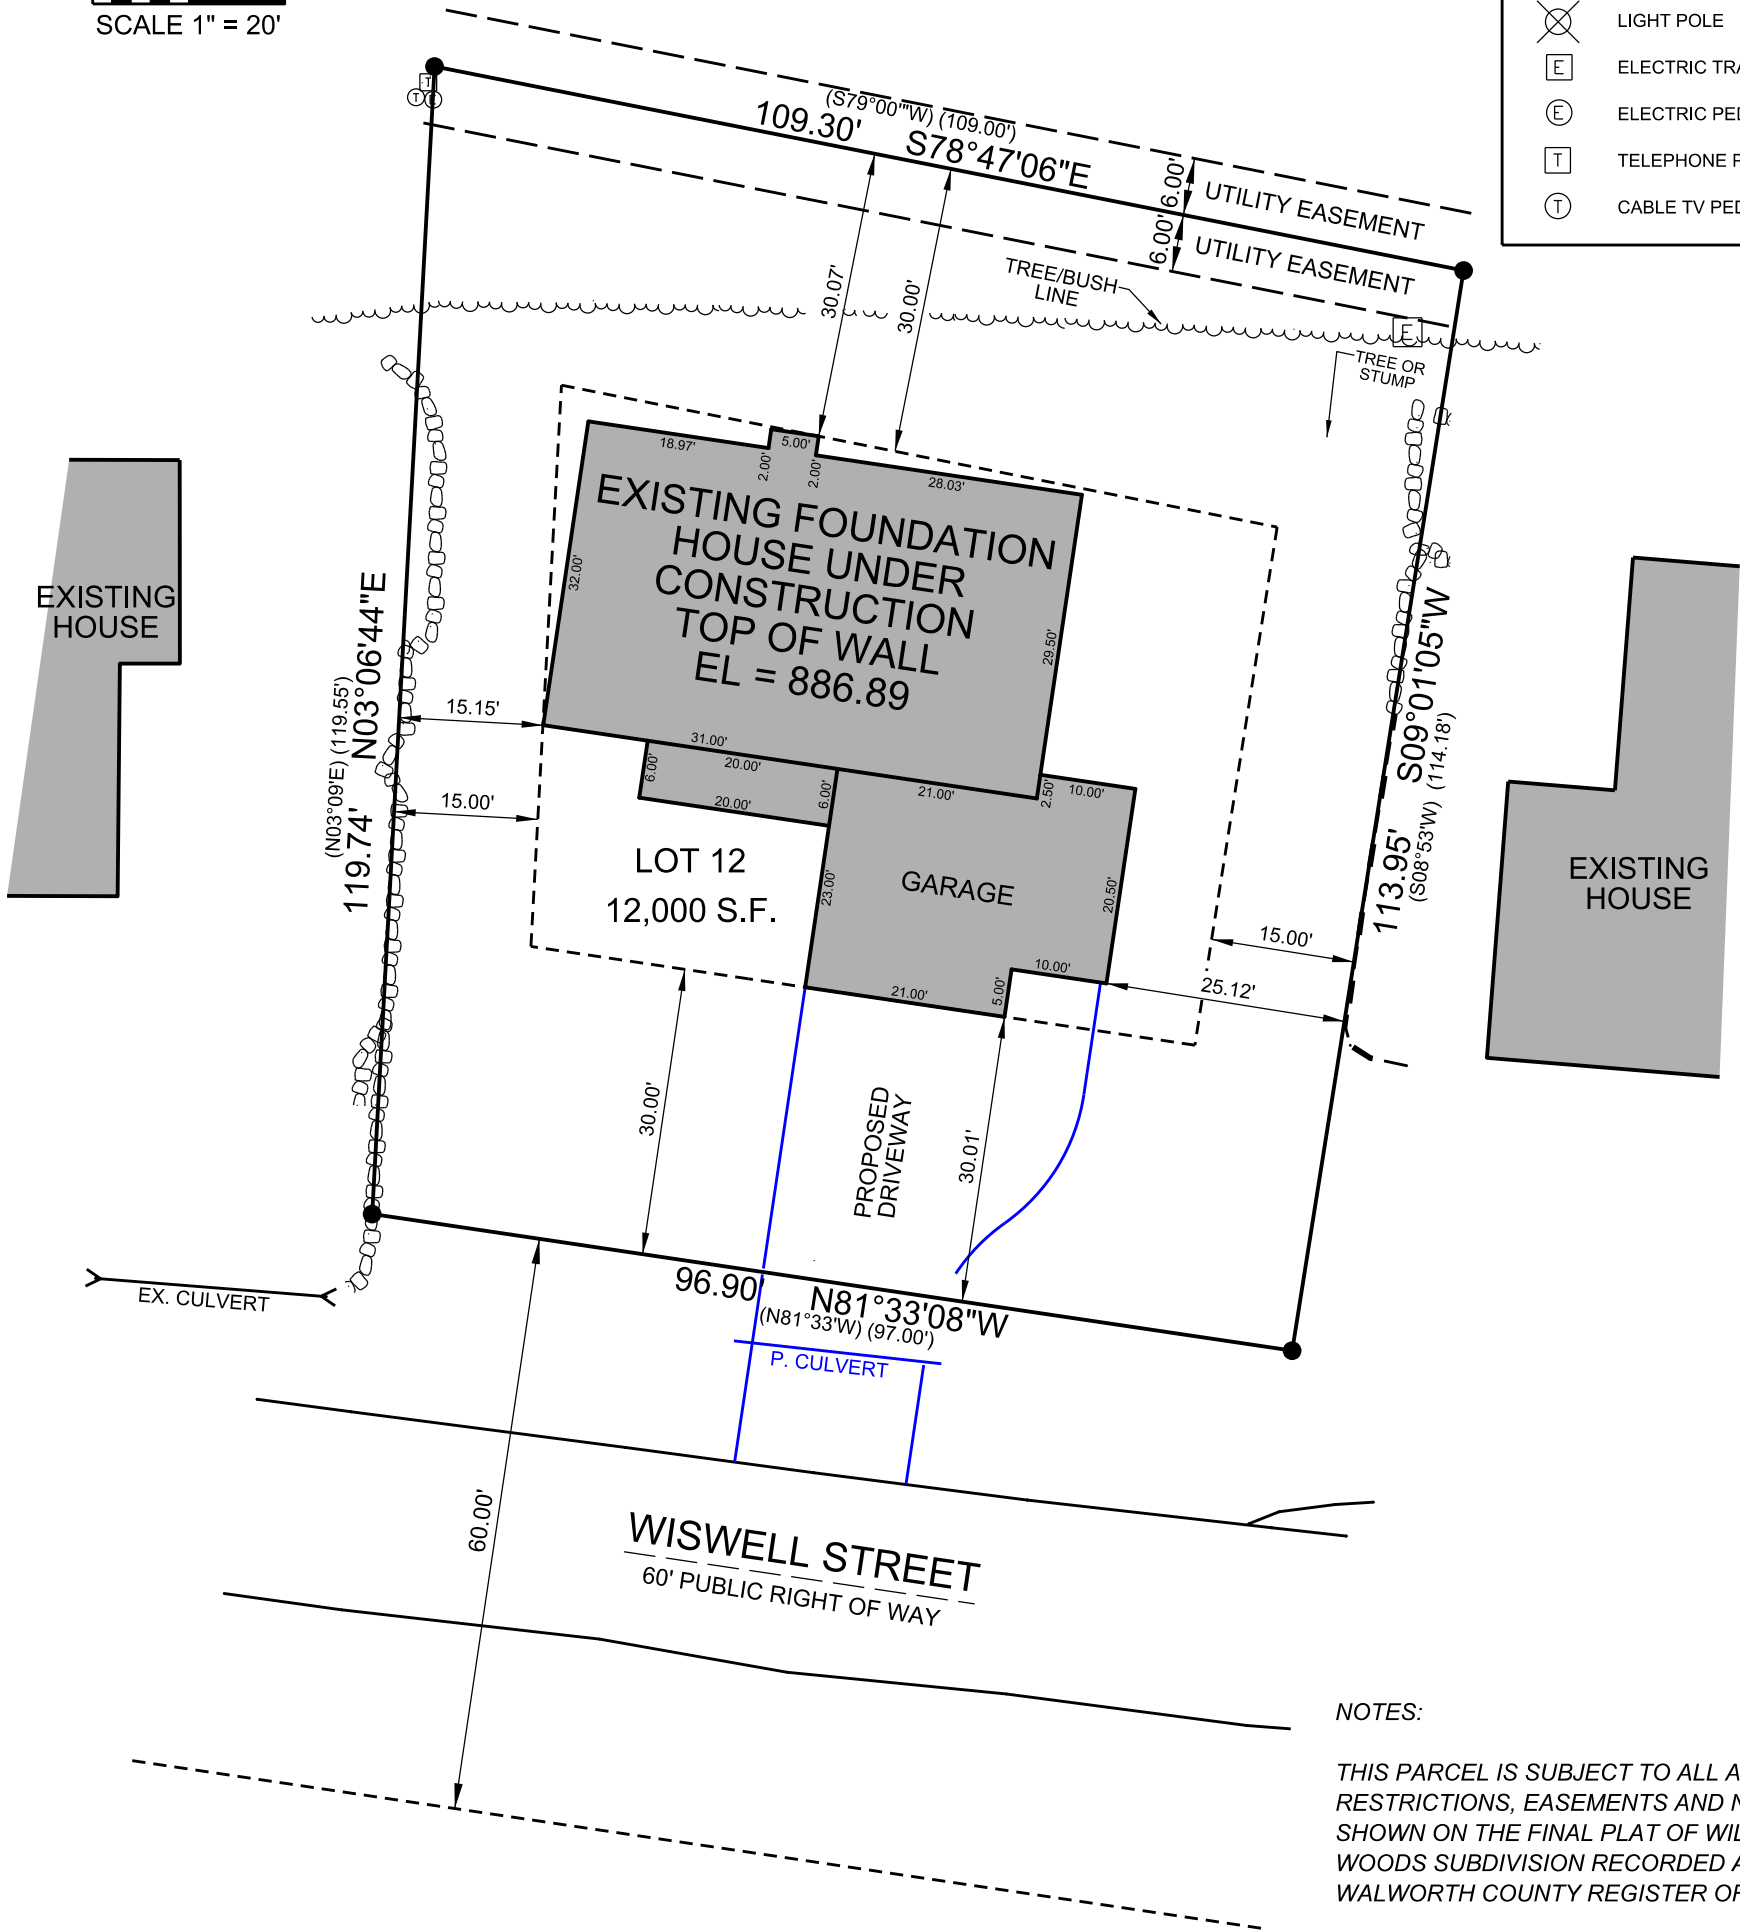 SCALE 1" = 20'
LIGHT POLE
E
ELECTRIC
E
ELECTRIC
T
TELEPHONE
T
CABLE TV
T
T
E
(S79°00'"W) (109.00')
109.30' S78°47'06"E
6.00'
UTILITY EASEMENT
6.00'
UTILITY EASEMENT
TREE/BUSH
LINE
30.07'
30.00'
E
TREE OR
STUMP
18.97'
5.00'
2.00'
2.00'
28.03'
EXISTING FOUNDATION
HOUSE UNDER
CONSTRUCTION
TOP OF WALL
EL = 886.89
32.00'
29.50'
EXISTING
HOUSE
N03°06'44"E
(N03°09'E) (119.55')
119.74'
15.15'
15.00'
31.00'
20.00'
6.00'
6.00'
20.00'
21.00'
2.50'
10.00'
LOT 12
12,000 S.F.
GARAGE
23.00'
20.50'
10.00'
5.00'
21.00'
S09°01'05"W
(S08°53'W) (114.18')
113.95'
15.00'
25.12'
EXISTING
HOUSE
30.00'
PROPOSED
DRIVEWAY
30.01'
EX. CULVERT
96.90' N81°33'08"W
(N81°33'W) (97.00')
P. CULVERT
60.00'
WISWELL STREET
60' PUBLIC RIGHT OF WAY
NOTES:
THIS PARCEL IS SUBJECT TO ALL
RESTRICTIONS, EASEMENTS AND
SHOWN ON THE FINAL PLAT OF
WOODS SUBDIVISION RECORDED
WALWORTH COUNTY REGISTER